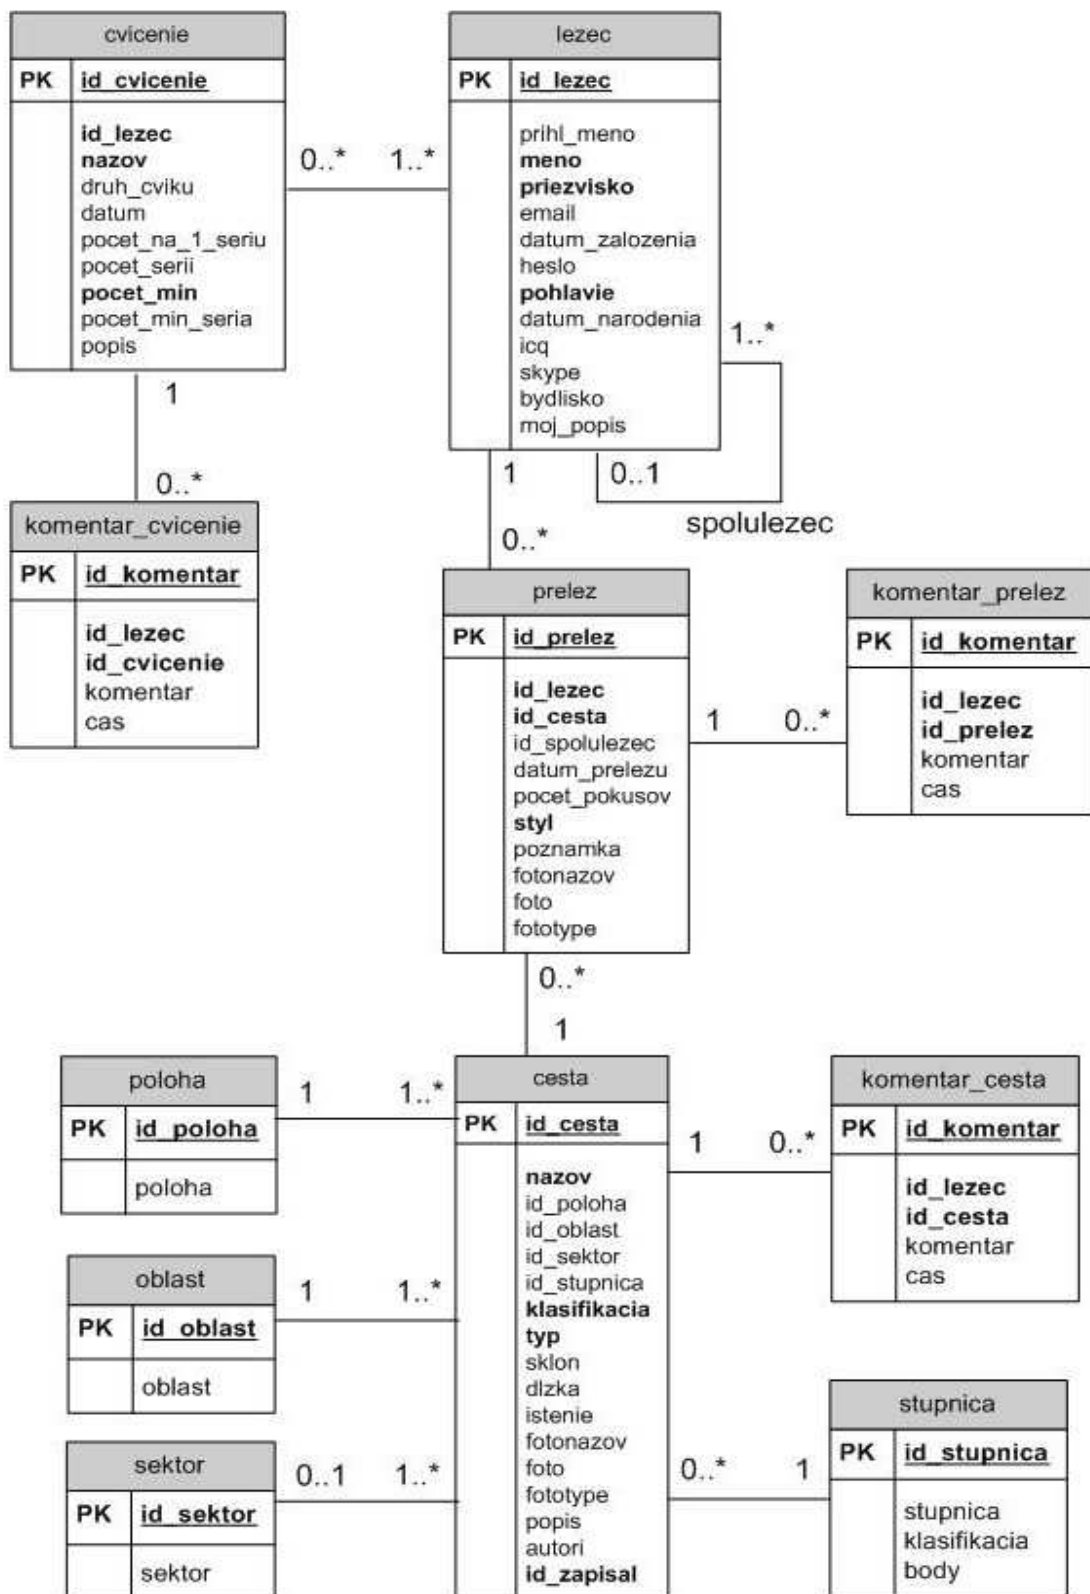 cvicenie
PK id_cvicenie
id_lezec
nazov
druh_cviku
datum
pocet_na_1_seriu
pocet_serii
pocet_min
pocet_min_seria
popis
0..* 1..*
lezec
PK id_lezec
prihl_meno
meno
priezvisko
email
datum_zalozenia
heslo
pohlavie
datum_narodenia
icq
skype
bydlisko
moj_popis
1..*
0..1
spolulezec
1
0..*
komentar_cvicenie
PK id_komentar
id_lezec
id_cvicenie
komentar
cas
1
0..*
prelez
PK id_prelez
id_lezec
id_cesta
id_spolulezec
datum_prelezu
pocet_pokusov
styl
poznamka
fotonazov
foto
fototype
1 0..*
komentar_prelez
PK id_komentar
id_lezec
id_prelez
komentar
cas
0..*
1
poloha
PK id_poloha
poloha
1 1..*
cesta
PK id_cesta
nazov
id_poloha
id_oblast
id_sektor
id_stupnica
klasifikacia
typ
sklon
dlzka
istenie
fotonazov
foto
fototype
popis
autori
id_zapisal
1 0..*
komentar_cesta
PK id_komentar
id_lezec
id_cesta
komentar
cas
oblast
PK id_oblast
oblast
1 1..*
sektor
PK id_sektor
sektor
0..1 1..*
0..* 1
stupnica
PK id_stupnica
stupnica
klasifikacia
body